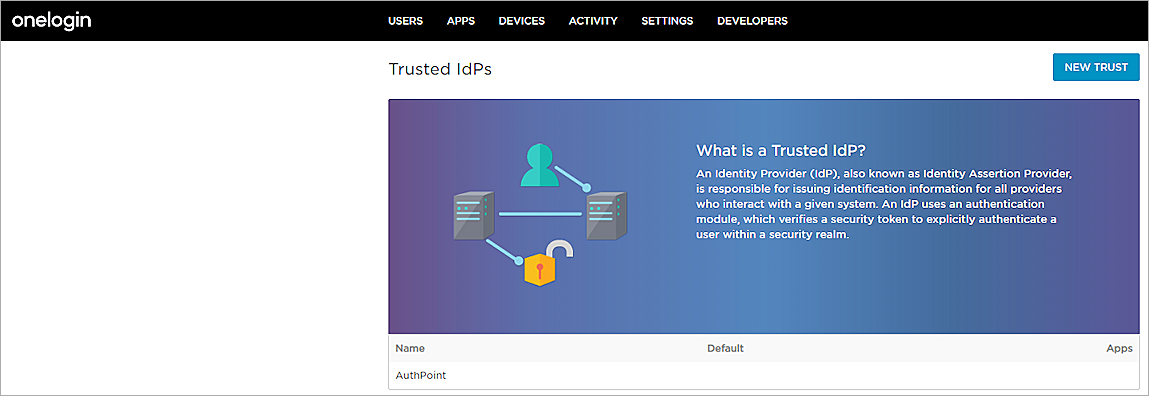 onelogin
USERS APPS DEVICES ACTIVITY SETTINGS DEVELOPERS
Trusted IdPs
NEW TRUST
What is a Trusted IdP?
An Identity Provider (IdP), also known as Identity Assertion Provider,
is responsible for issuing identification information for all providers
who interact with a given system. An IdP uses an authentication
module, which verifies a security token to explicitly authenticate a
user within a security realm.
Name Default Apps
AuthPoint